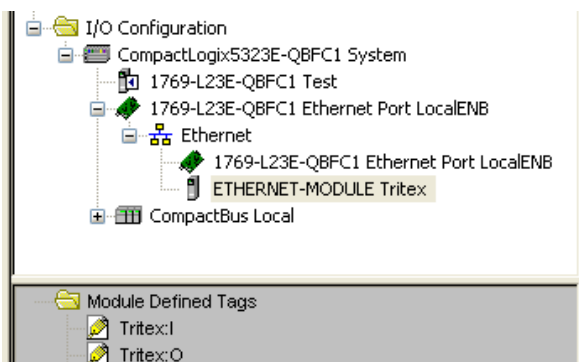 I/O Configuration
CompactLogix5323E-QBFC1 System
1769-L23E-QBFC1 Test
1769-L23E-QBFC1 Ethernet Port LocalENB
Ethernet
1769-L23E-QBFC1 Ethernet Port LocalENB
ETHERNET-MODULE Tritex
CompactBus Local
Module Defined Tags
Tritex:I
Tritex:O